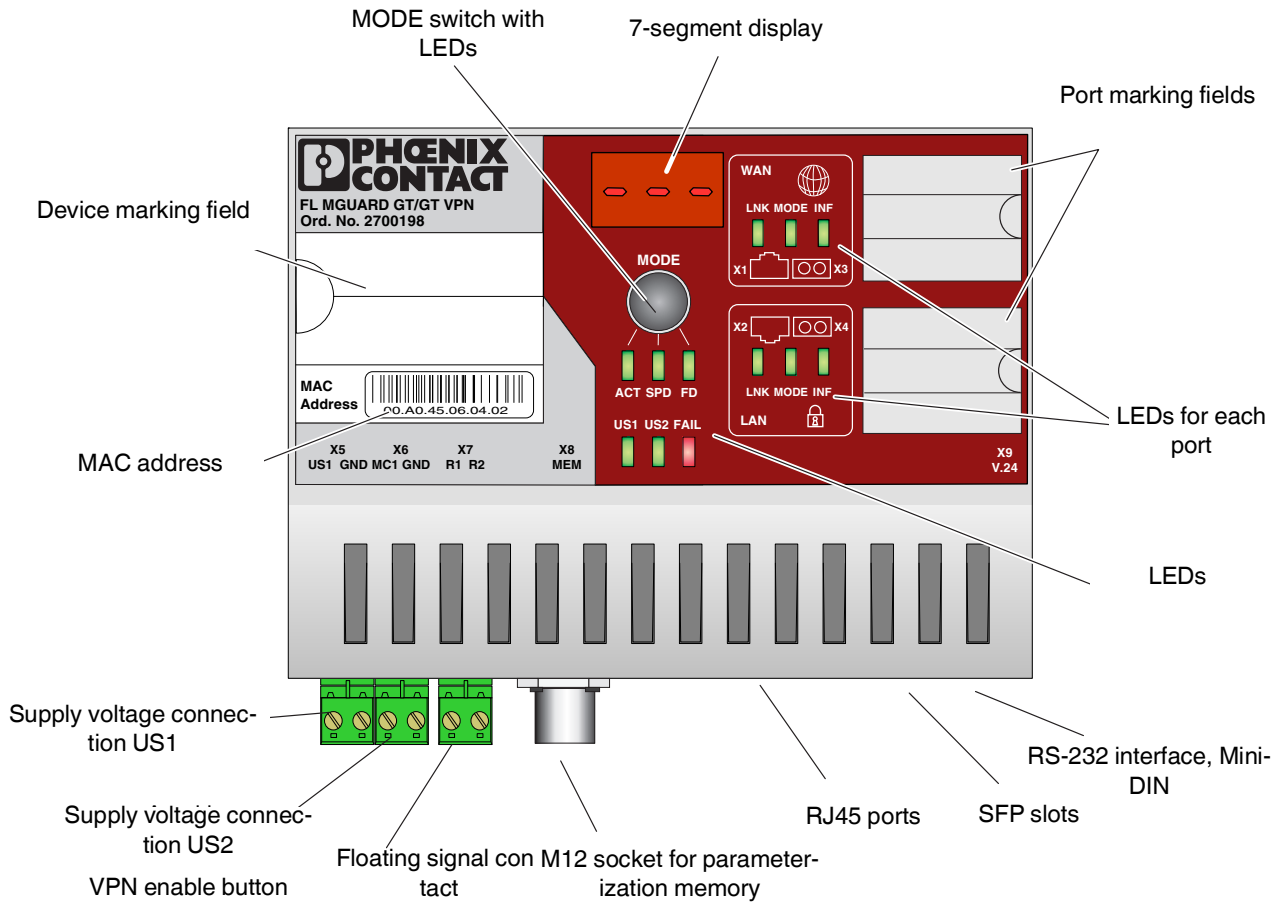 MODE switch with
LEDs
7-segment display
Port marking fields
Device marking field
MAC address
PHŒNIX
CONTACT
FL MGUARD GT/GT VPN
Ord. No. 2700198
MAC
Address
00.A0.45.06.04.02
X5
US1 GND
X6
MC1 GND
X7
R1 R2
X8
MEM
MODE
ACT SPD FD
US1 US2 FAIL
WAN
LNK MODE INF
X1
X3
X2
X4
LNK MODE INF
LAN
8
X9
V.24
LEDs for each
port
LEDs
Supply voltage connec-
tion US1
Supply voltage connec-
tion US2
VPN enable button
Floating signal con
tact
M12 socket for parameter-
ization memory
RJ45 ports
SFP slots
RS-232 interface, Mini-
DIN